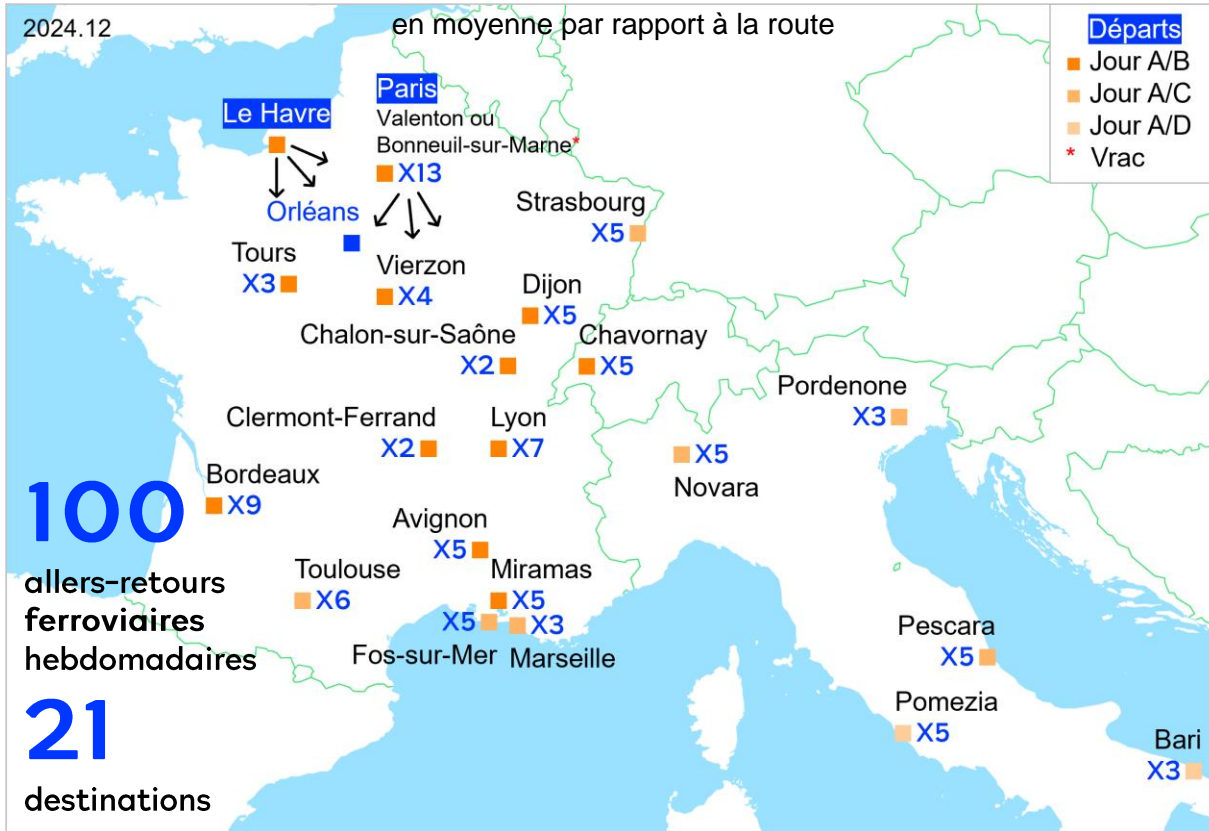 2024.12
en moyenne par rapport à la route
Départs
Jour A/B
Jour A/C
Jour A/D
* Vrac
Le Havre
Paris
Valenton ou
Bonneuil-sur-Marne*
X13
Orléans
Strasbourg
X5
Tours
X3
Vierzon
X4
Dijon
X5
Chalon-sur-Saône
X2
Chavornay
X5
Pordenone
X3
Clermont-Ferrand
X2
Lyon
X7
X5
Novara
Bordeaux
X9
100
allers-retours
ferroviaires
hebdomadaires
21
destinations
Avignon
X5
Toulouse
X6
Miramas
X5
X5
Fos-sur-Mer
X3
Marseille
Pescara
X5
Pomezia
X5
Bari
X3